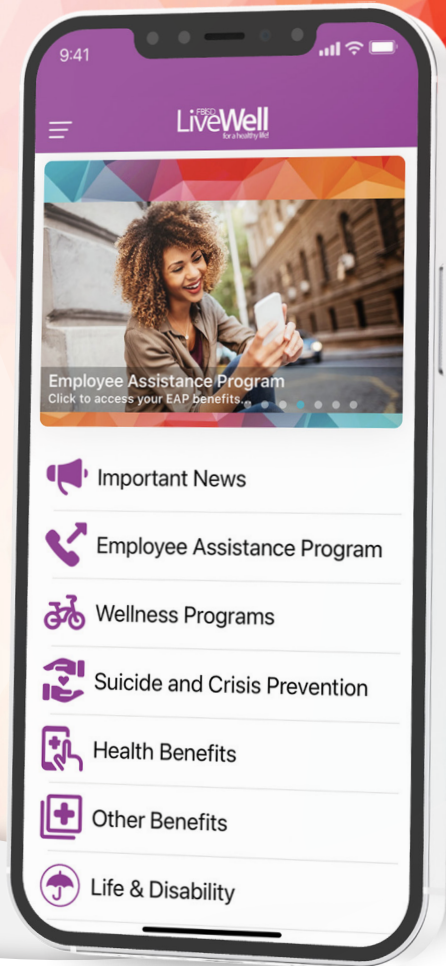 9:41
FBISD
LiveWell
for a healthy life!
Employee Assistance Program
Click to access your EAP benefits...
Important News
Employee Assistance Program
Wellness Programs
Suicide and Crisis Prevention
Health Benefits
Other Benefits
Life & Disability